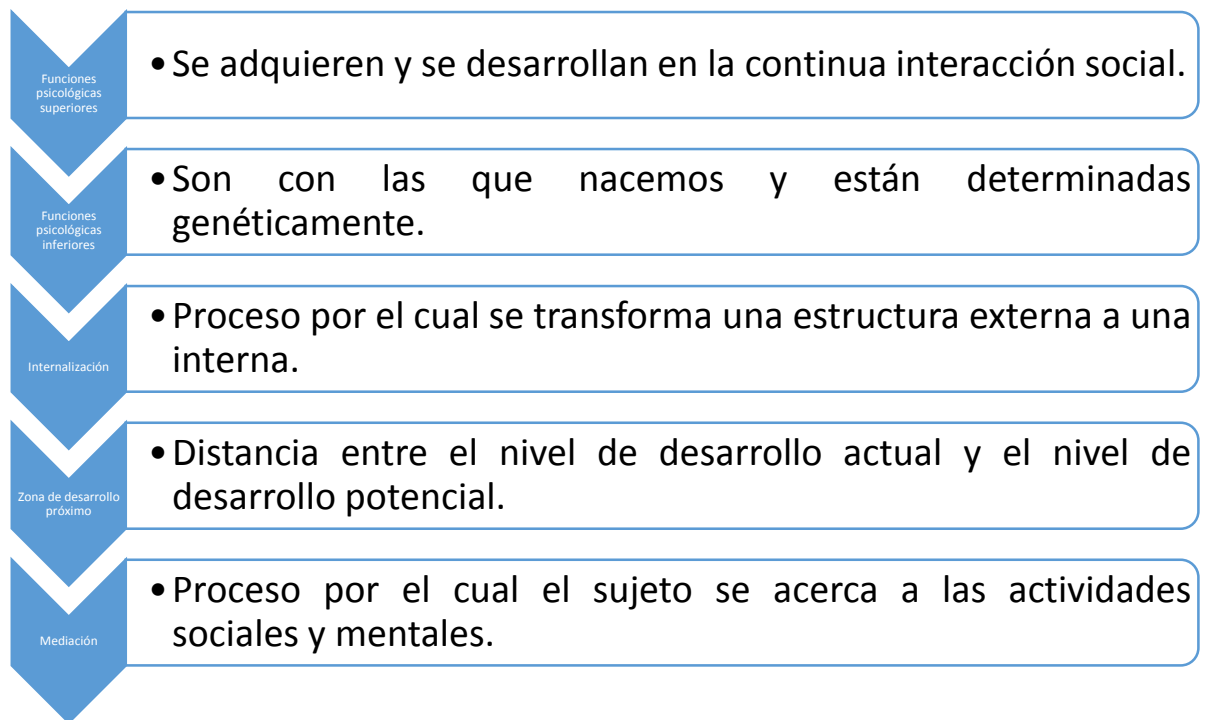 Funciones
psicológicas
superiores
•Se adquieren y se desarrollan en la continua interacción social.
Funciones
psicológicas
inferiores
•Son con las que nacemos y están determinadas
genéticamente.
Internalización
•Proceso por el cual se transforma una estructura externa a una
interna.
Zona de desarrollo
próximo
•Distancia entre el nivel de desarrollo actual y el nivel de
desarrollo potencial.
Mediación
•Proceso por el cual el sujeto se acerca a las actividades
sociales y mentales.